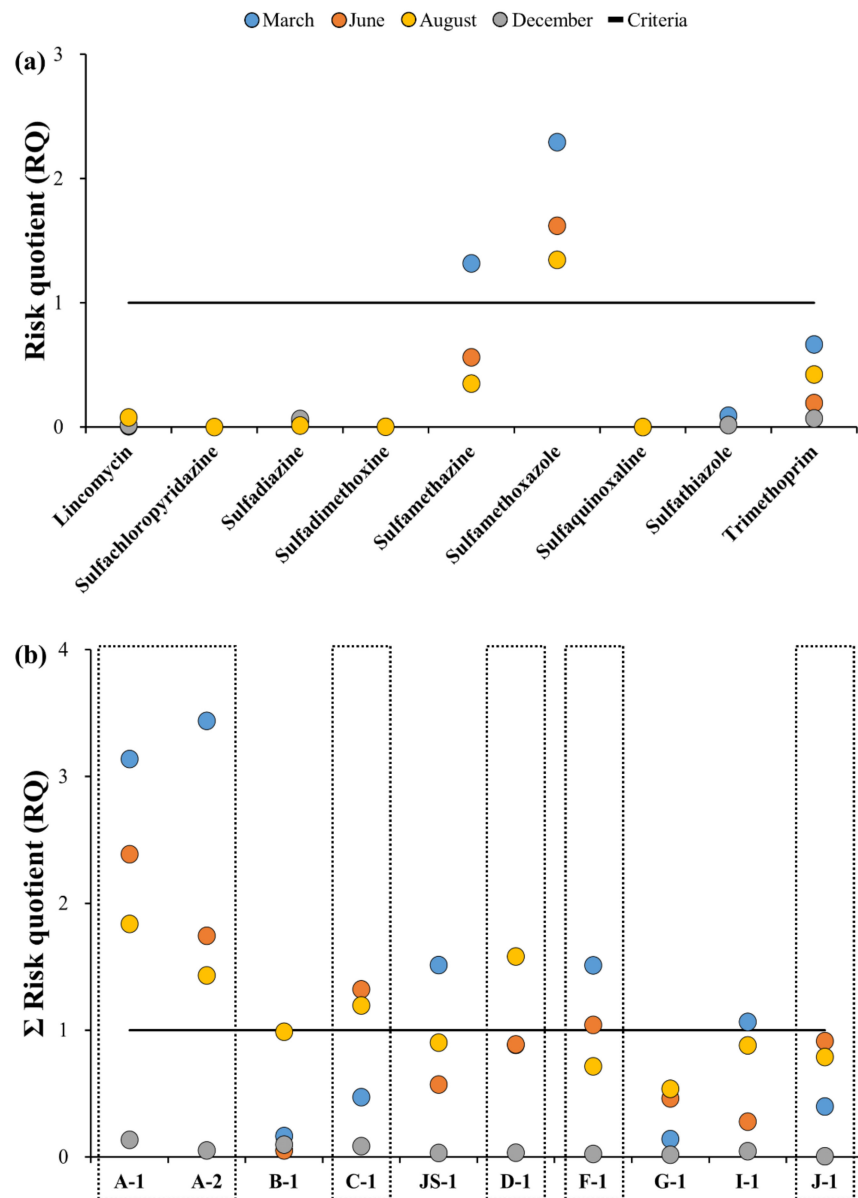 March June August December Criteria
(a)
Risk quotient (RQ)
3
2
1
0
Lincomycin
Sulfachloropyridazine
Sulfadiazine
Sulfadimethoxine
Sulfamethazine
Sulfamethoxazole
Sulfaquinoxaline
Sulfathiazole
Trimethoprim
(b)
Σ Risk quotient (RQ)
4
3
2
1
0
A-1 A-2 B-1 C-1 JS-1 D-1 F-1 G-1 I-1 J-1